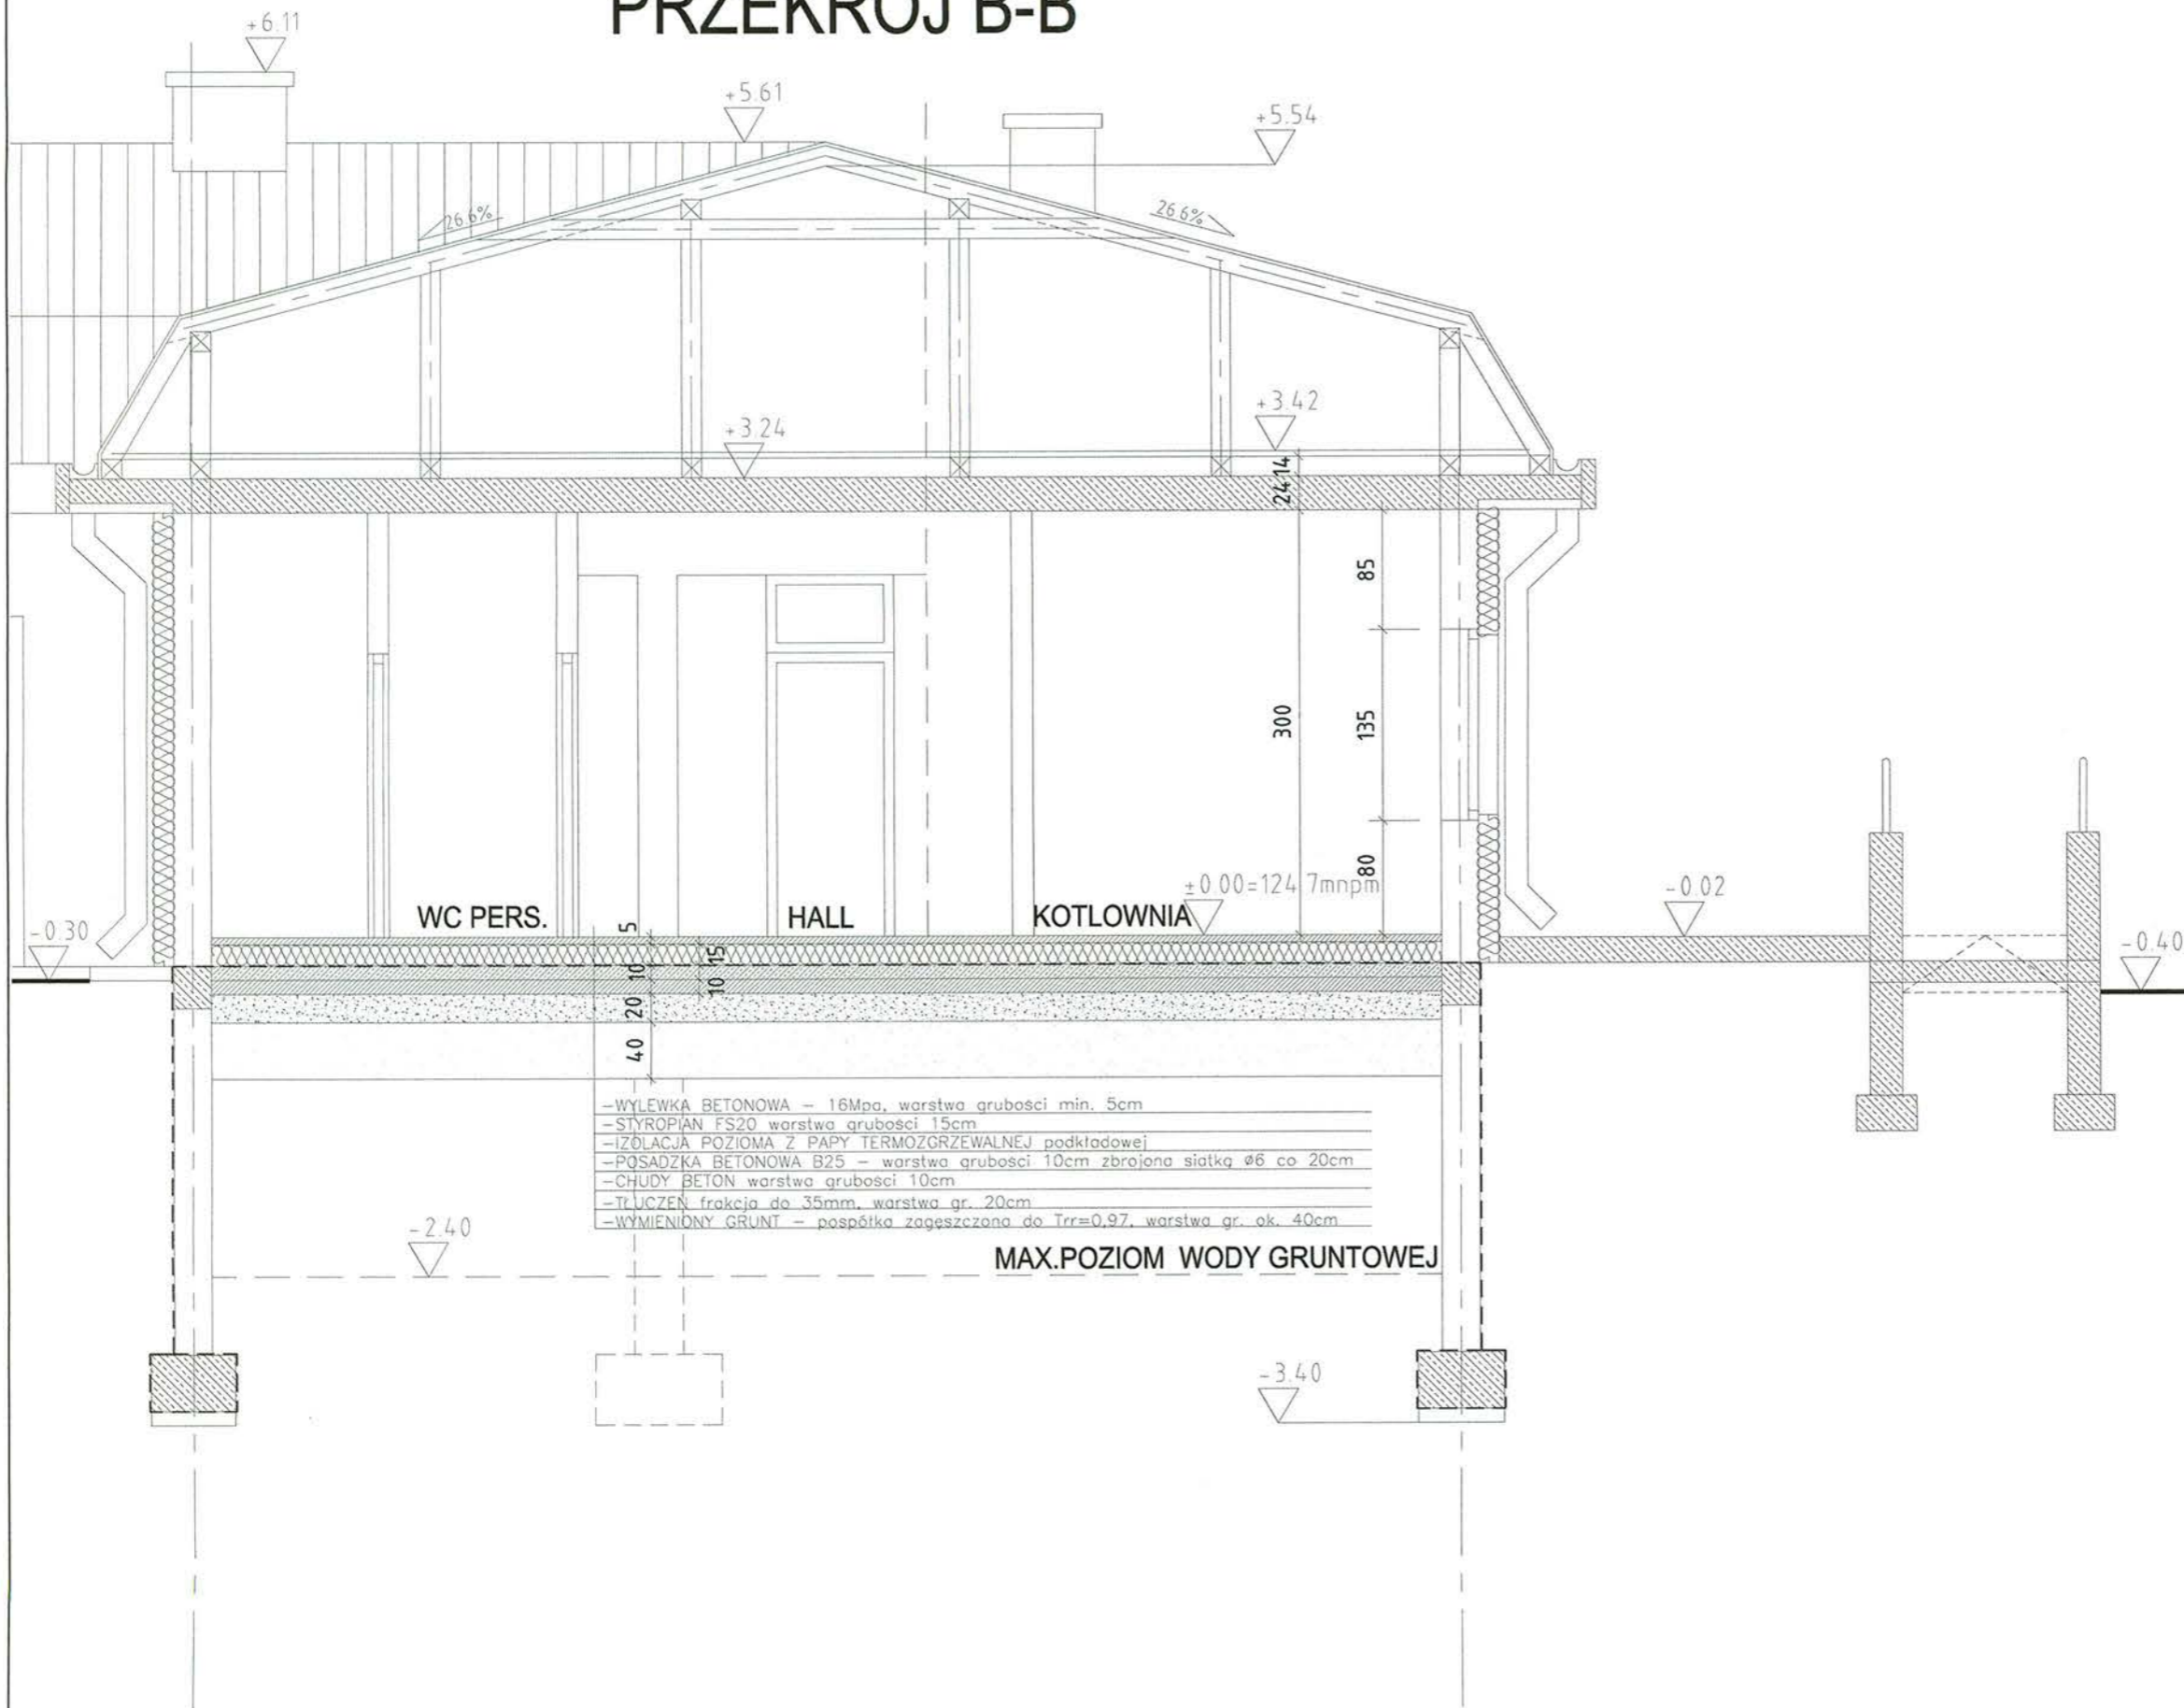 PRZEKRÓJ B-B
+6.11
+5.61
+5.54
26.6%
26.6%
+3.42
+3.24
14
24
85
300
135
80
±0.00=124.7mnpm
-0.02
WC PERS.
HALL
KOTLOWNIA
-0.30
-0.40
5
15
10
10
20
40
-WYLEWKA BETONOWA - 16Mpa, warstwa grubości min. 5cm
-STYROPIAN FS20 warstwa grubości 15cm
-IZOLACJA POZIOMA Z PAPY TERMOZGRZEWALNEJ podkładowej
-POSADZKA BETONOWA B25 - warstwa grubości 10cm zbrojona siatką ø6 co 20cm
-CHUDY BETON warstwa grubości 10cm
-TŁUCZEŃ frakcja do 35mm, warstwa gr. 20cm
-WYMIENIONY GRUNT - pospółka zagęszczona do Trr=0,97, warstwa gr. ok. 40cm
-2.40
MAX.POZIOM WODY GRUNTOWEJ
-3.40